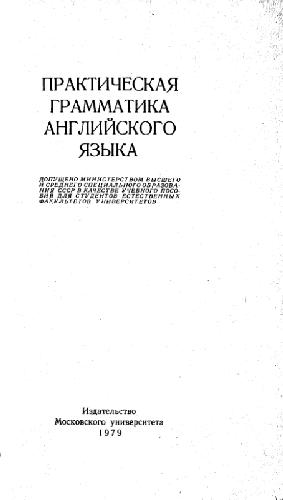 ПРАКТИЧЕСКАЯ
ГРАММАТИКА
АНГЛИЙСКОГО
ЯЗЫКА
ДОПУЩЕНО МИНИСТЕРСТВОМ ВЫСШЕГО
И СРЕДНЕГО СПЕЦИАЛЬНОГО ОБРАЗОВА-
НИЯ СССР В КАЧЕСТВЕ УЧЕБНОГО ПОСО-
БИЯ ДЛЯ СТУДЕНТОВ ЕСТЕСТВЕННЫХ
ФАКУЛЬТЕТОВ УНИВЕРСИТЕТОВ
Издательство
Московского университета
1979